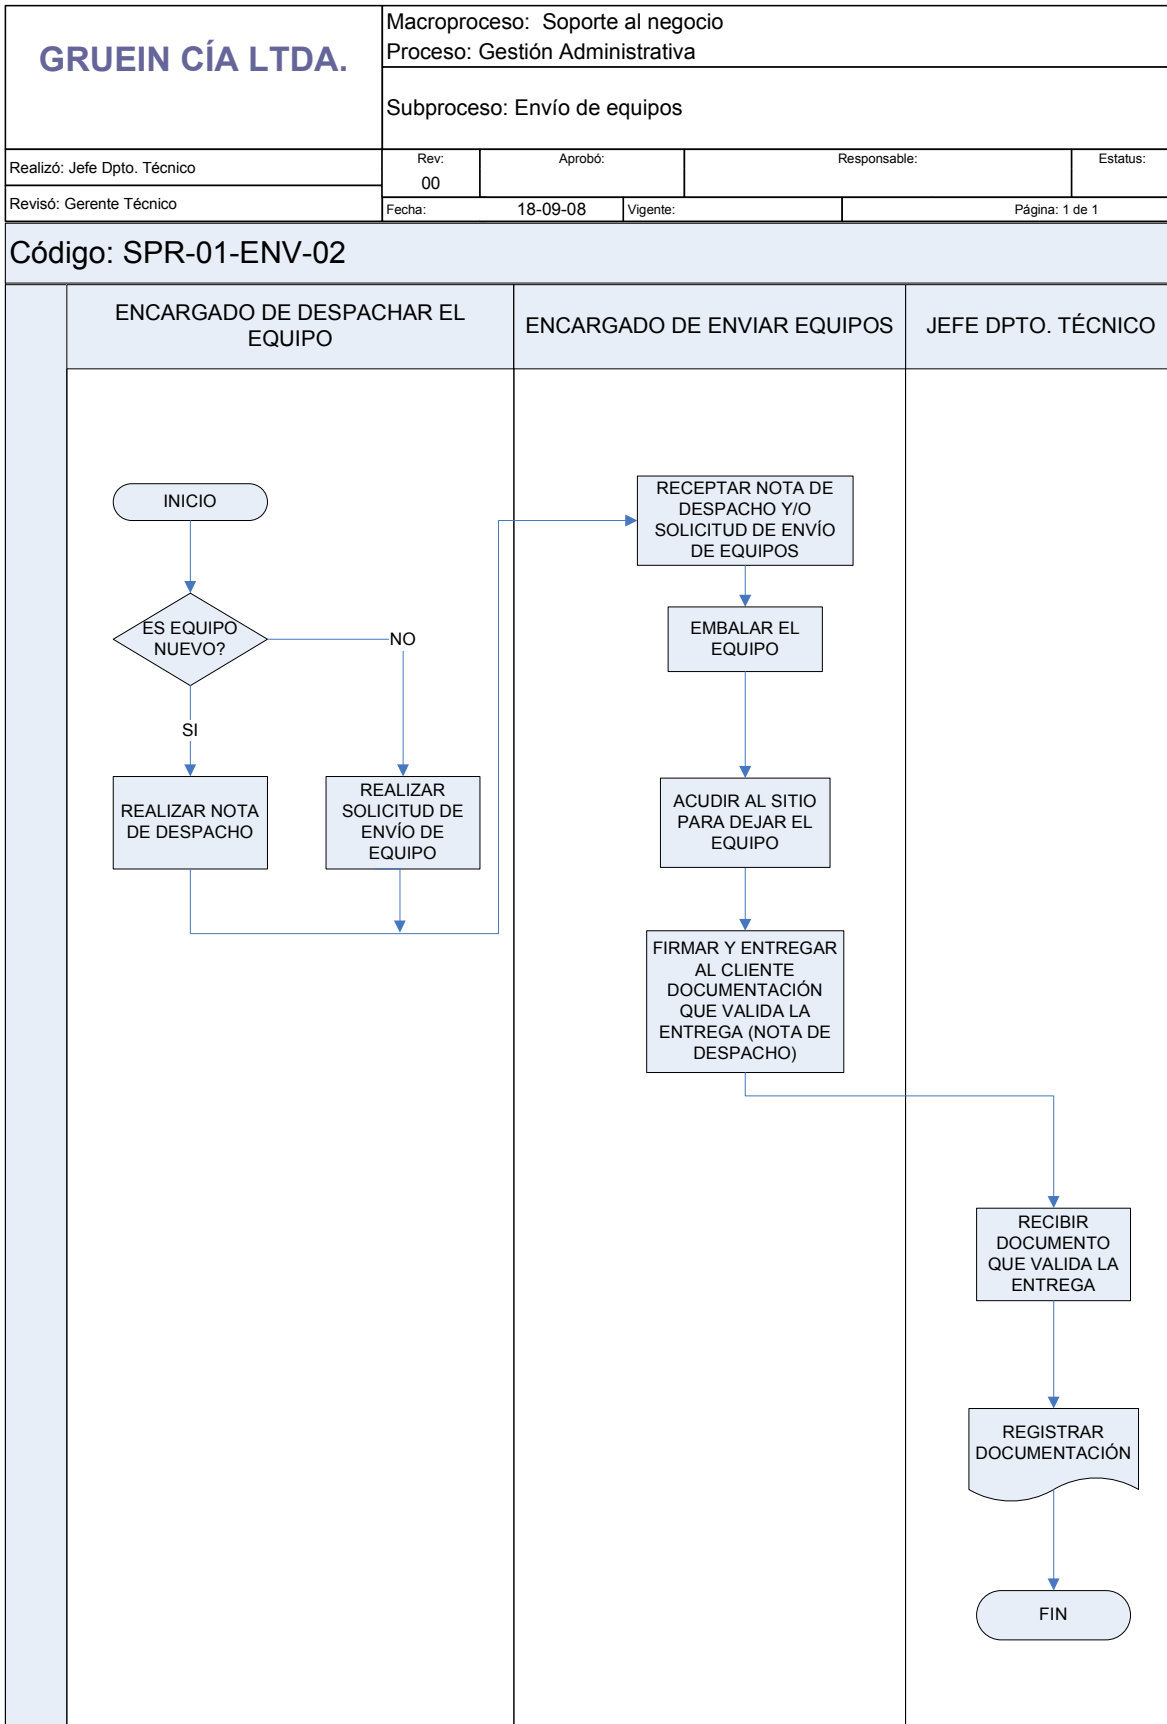 GRUEIN CÍA LTDA.
Macroproceso: Soporte al negocio
Proceso: Gestión Administrativa
Subproceso: Envío de equipos
Realizó: Jefe Dpto. Técnico
Revisó: Gerente Técnico
Rev:
00
Aprobó:
Responsable:
Estatus:
Fecha:
18-09-08
Vigente:
Página: 1 de 1
Código: SPR-01-ENV-02
ENCARGADO DE DESPACHAR EL
EQUIPO
ENCARGADO DE ENVIAR EQUIPOS
JEFE DPTO. TÉCNICO
INICIO
ES EQUIPO
NUEVO?
NO
SI
REALIZAR NOTA
DE DESPACHO
REALIZAR
SOLICITUD DE
ENVÍO DE
EQUIPO
RECEPTAR NOTA DE
DESPACHO Y/O
SOLICITUD DE ENVÍO
DE EQUIPOS
EMBALAR EL
EQUIPO
ACUDIR AL SITIO
PARA DEJAR EL
EQUIPO
FIRMAR Y ENTREGAR
AL CLIENTE
DOCUMENTACIÓN
QUE VALIDA LA
ENTREGA (NOTA DE
DESPACHO)
RECIBIR
DOCUMENTO
QUE VALIDA LA
ENTREGA
REGISTRAR
DOCUMENTACIÓN
FIN